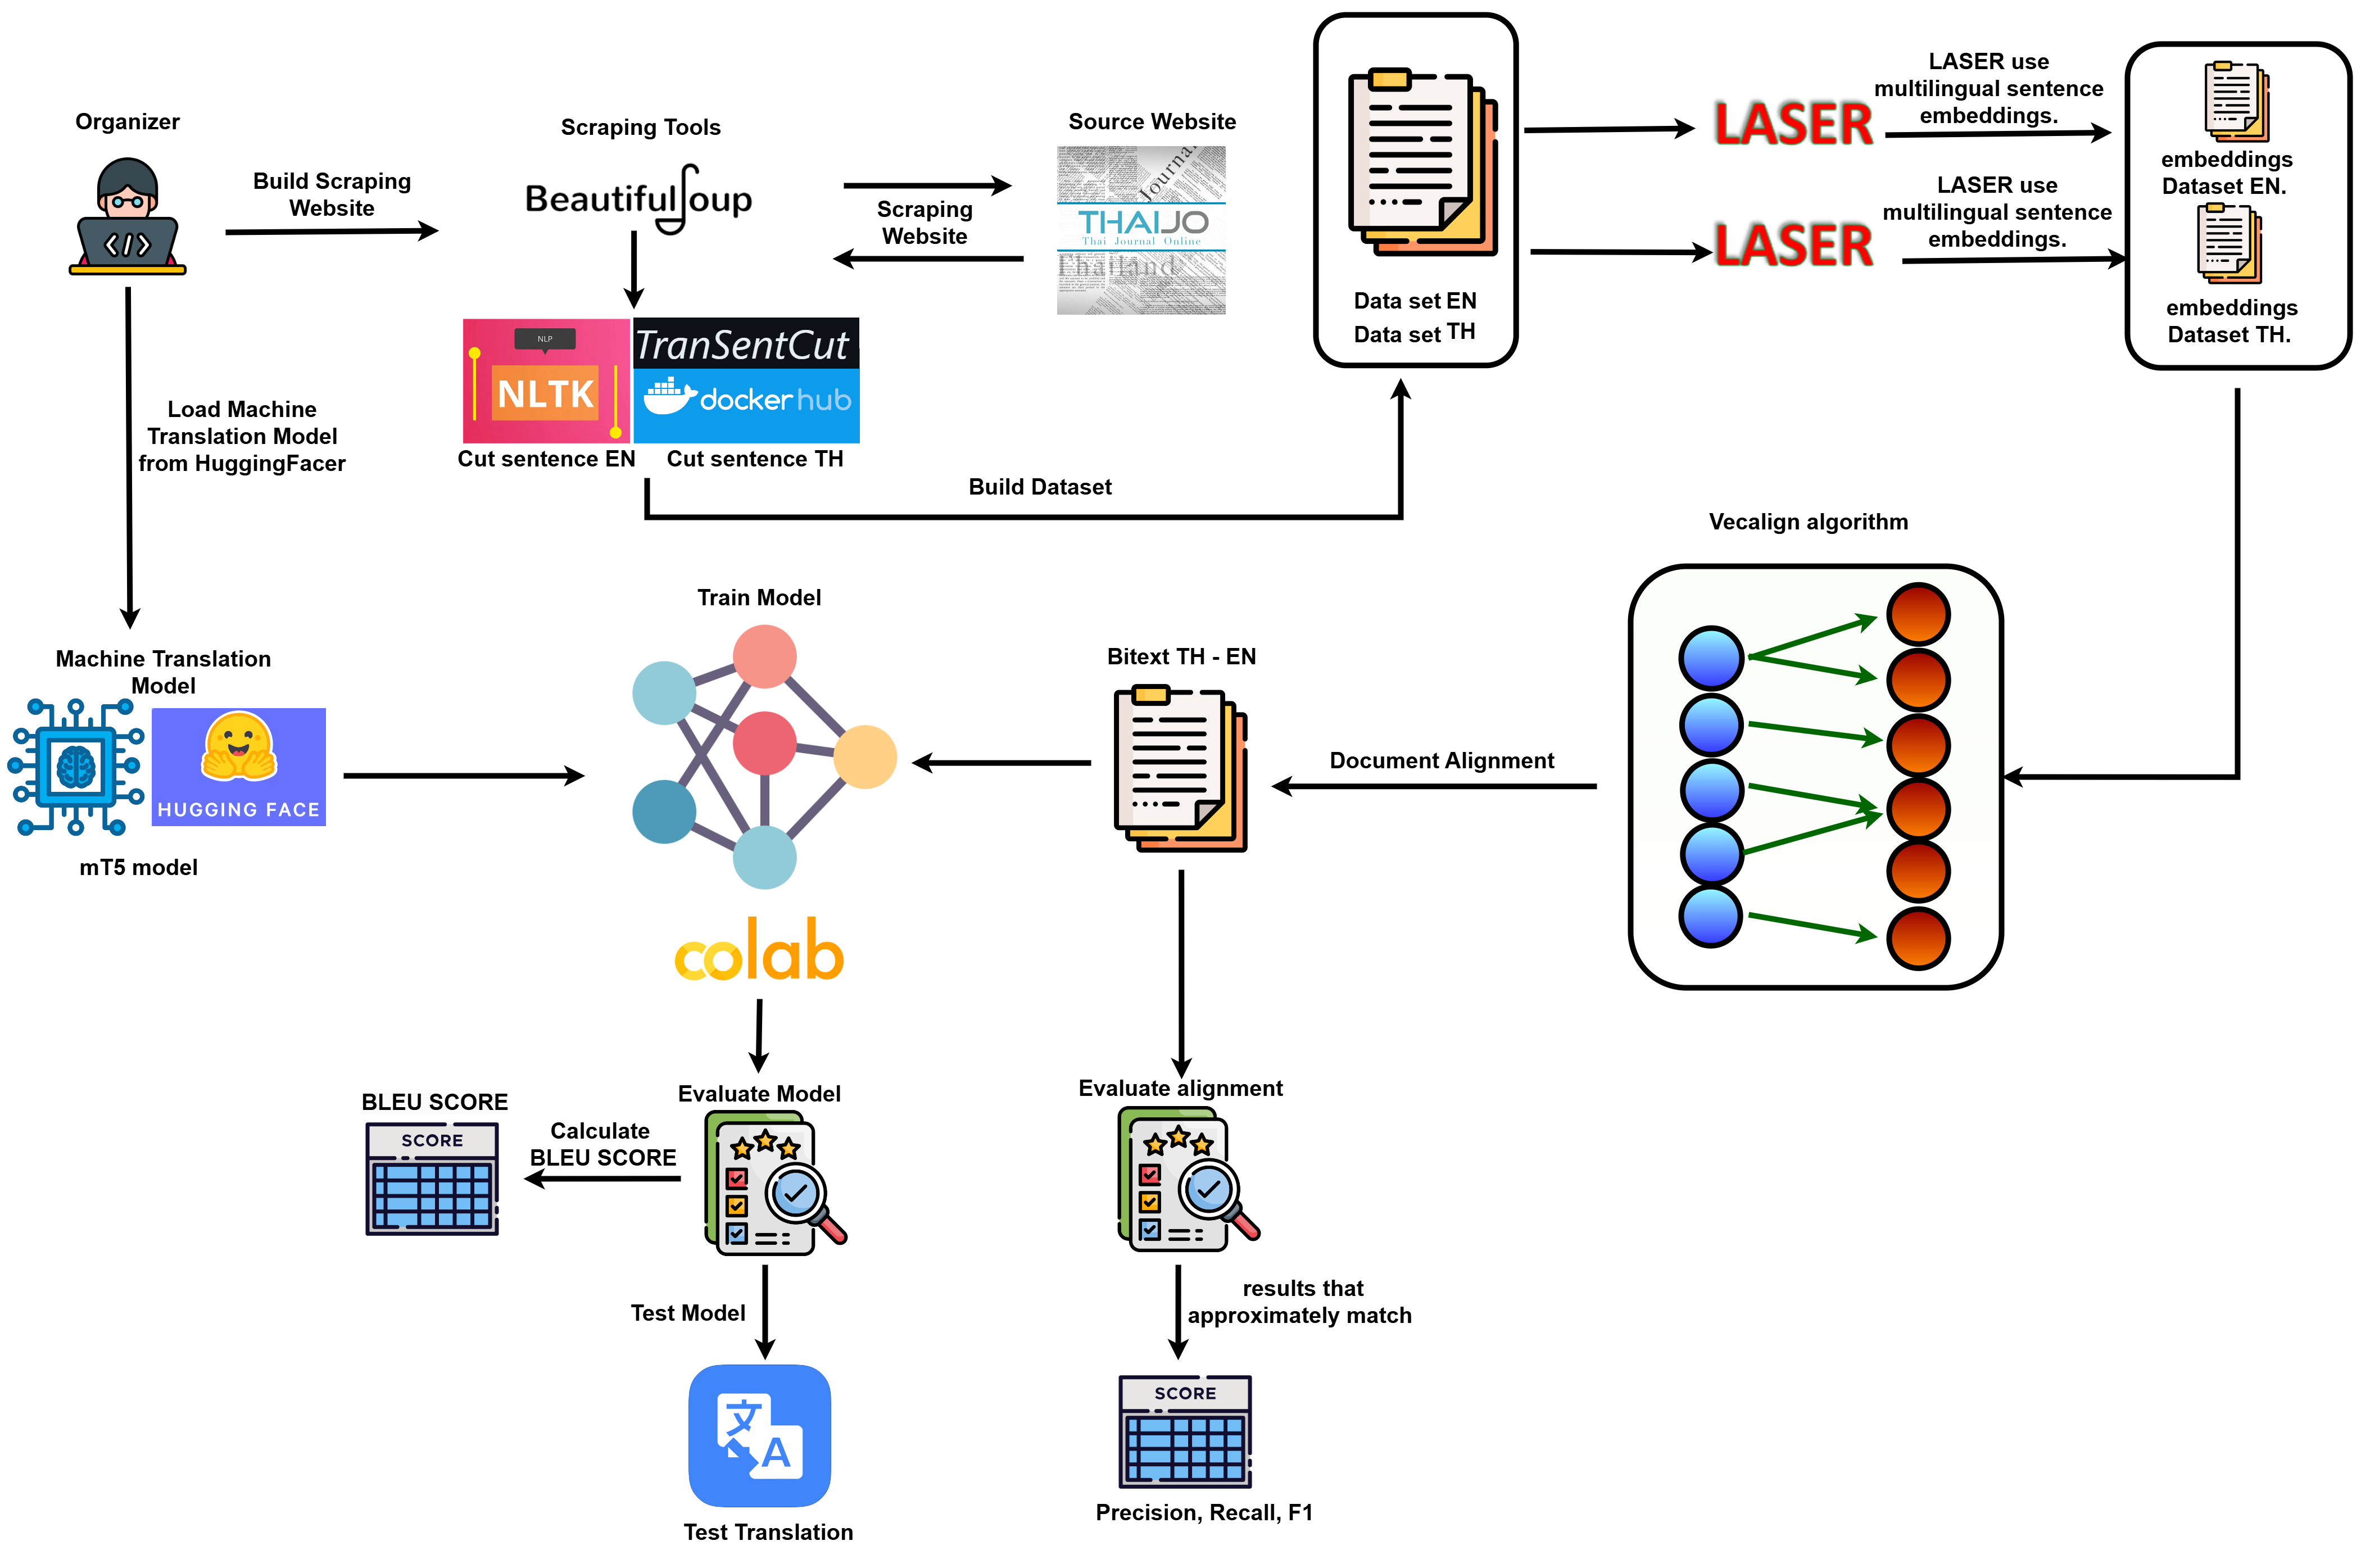 Organizer
Build Scraping
Website
Scraping Tools
BeautifulSoup
Scraping
Website
Source Website
Journal
THAIJO
Thai Journal Online
Thailand
NLP
NLTK
TranSentCut
docker hub
Cut sentence EN
Cut sentence TH
Build Dataset
Data set EN
Data set TH
LASER
LASER use
multilingual sentence
embeddings.
LASER
LASER use
multilingual sentence
embeddings.
embeddings
Dataset EN.
embeddings
Dataset TH.
Load Machine
Translation Model
from HuggingFacer
Machine Translation
Model
HUGGING FACE
mT5 model
Train Model
colab
Bitext TH - EN
Document Alignment
Vecalign algorithm
Evaluate Model
Calculate
BLEU SCORE
BLEU SCORE
SCORE
Test Model
文
A
Test Translation
Evaluate alignment
results that
approximately match
SCORE
Precision, Recall, F1